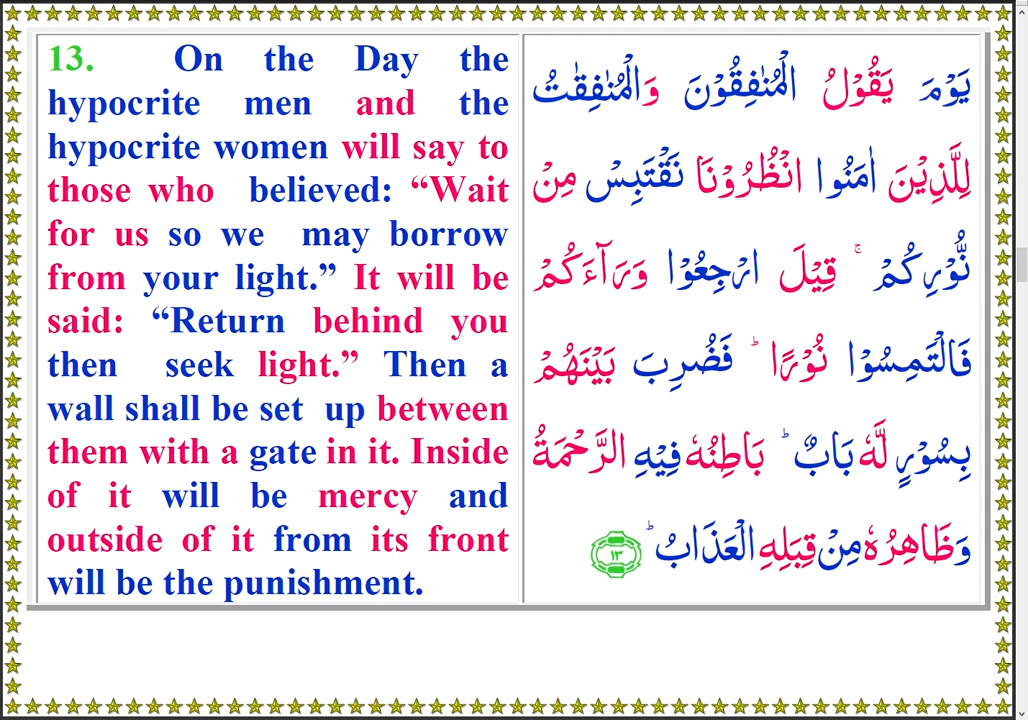 13. On the Day the
hypocrite men and the
hypocrite women will say to
those who believed: “Wait
for us so we may borrow
from your light.” It will be
said: “Return behind you
then seek light.” Then a
wall shall be set up between
them with a gate in it. Inside
of it will be mercy and
outside of it from its front
will be the punishment.
يَوْمَ يَقُوْلُ الْمُنٰفِقُوْنَ وَالْمُنٰفِقٰتُ
لِلَّذِيْنَ اٰمَنُوا انْظُرُوْنَا نَقْتَبِسْ مِنْ
نُّوْرِكُمْ ۚ قِيْلَ ارْجِعُوْا وَرَآءَكُمْ
فَالْتَمِسُوْا نُوْرًا ؕ فَضُرِبَ بَيْنَهُمْ
بِسُوْرٍ لَّهٗ بَابٌ ؕ بَاطِنُهٗ فِيْهِ الرَّحْمَةُ
وَظَاهِرُهٗ مِنْ قِبَلِهِ الْعَذَابُ ؕ ١٣